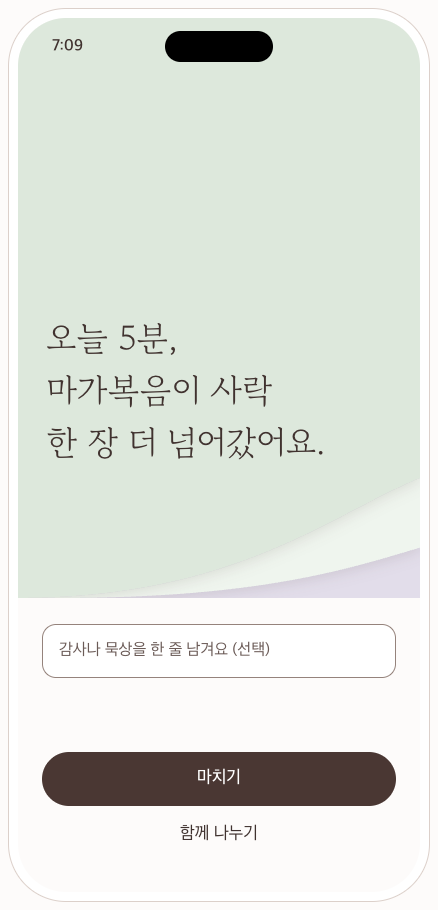 7:09
오늘 5분,
마가복음이 사락
한 장 더 넘어갔어요.
감사나 묵상을 한 줄 남겨요 (선택)
마치기
함께 나누기